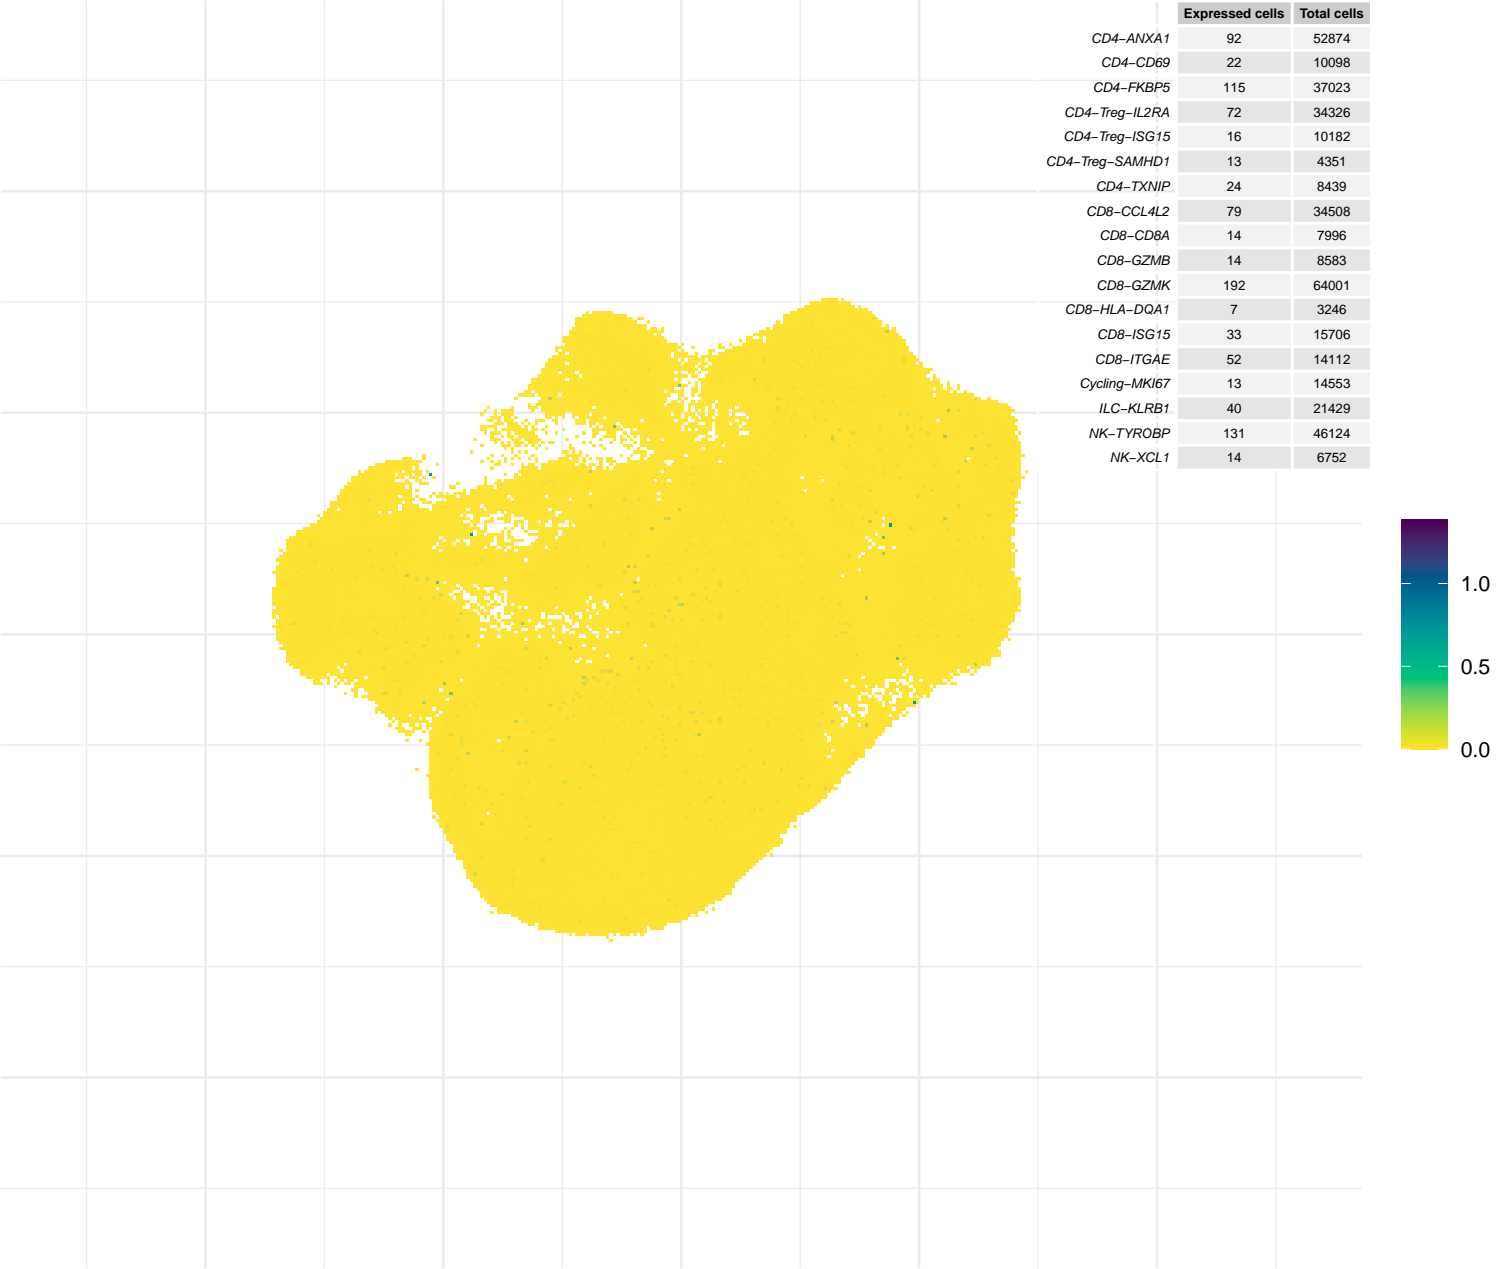 Expressed cells Total cells
CD4−ANXA1 92 52874
CD4−CD69 22 10098
CD4−FKBP5 115 37023
CD4−Treg−IL2RA 72 34326
CD4−Treg−ISG15 16 10182
CD4−Treg−SAMHD1 13 4351
CD4−TXNIP 24 8439
CD8−CCL4L2 79 34508
CD8−CD8A 14 7996
CD8−GZMB 14 8583
CD8−GZMK 192 64001
CD8−HLA−DQA1 7 3246
CD8−ISG15 33 15706
CD8−ITGAE 52 14112
Cycling−MKI67 13 14553
ILC−KLRB1 40 21429
NK−TYROBP 131 46124
NK−XCL1 14 6752
1.0
0.5
0.0